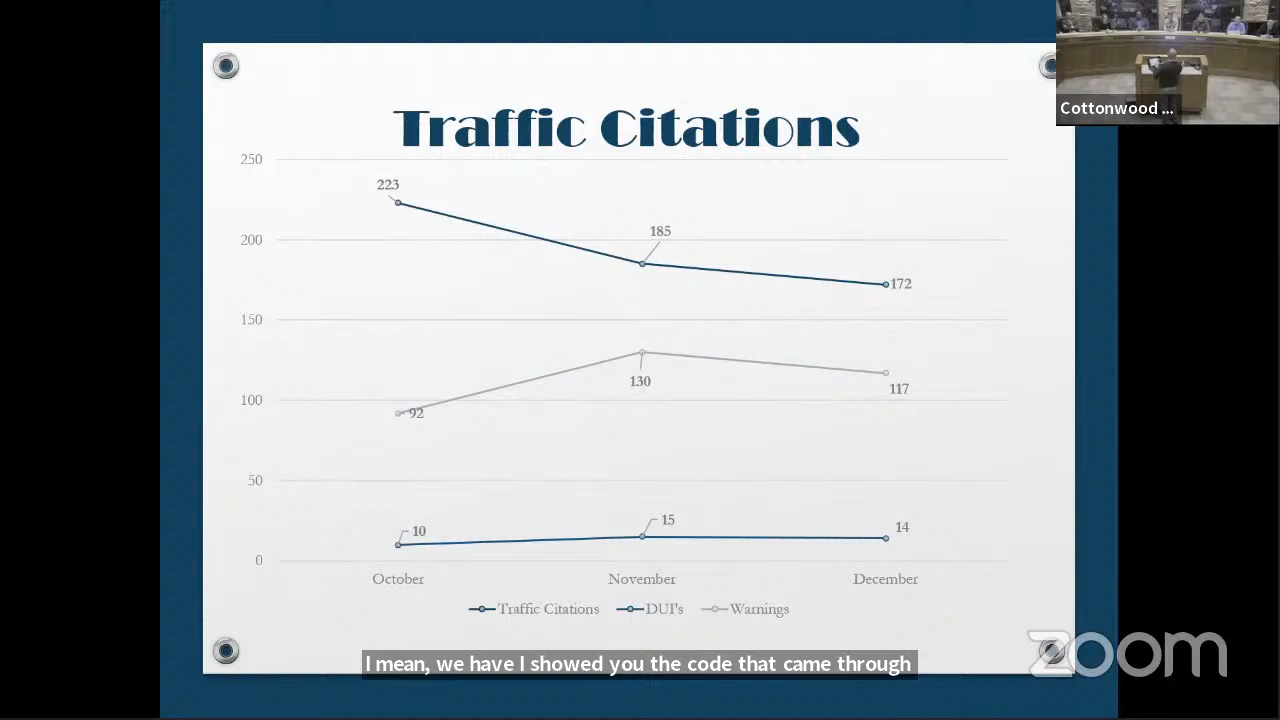 Cottonwood ...
Traffic Citations
250
223
200
185
172
150
130
117
100
92
50
10
15
14
0
October November December
Traffic Citations DUI's Warnings
I mean, we have I showed you the code that came through
zoom